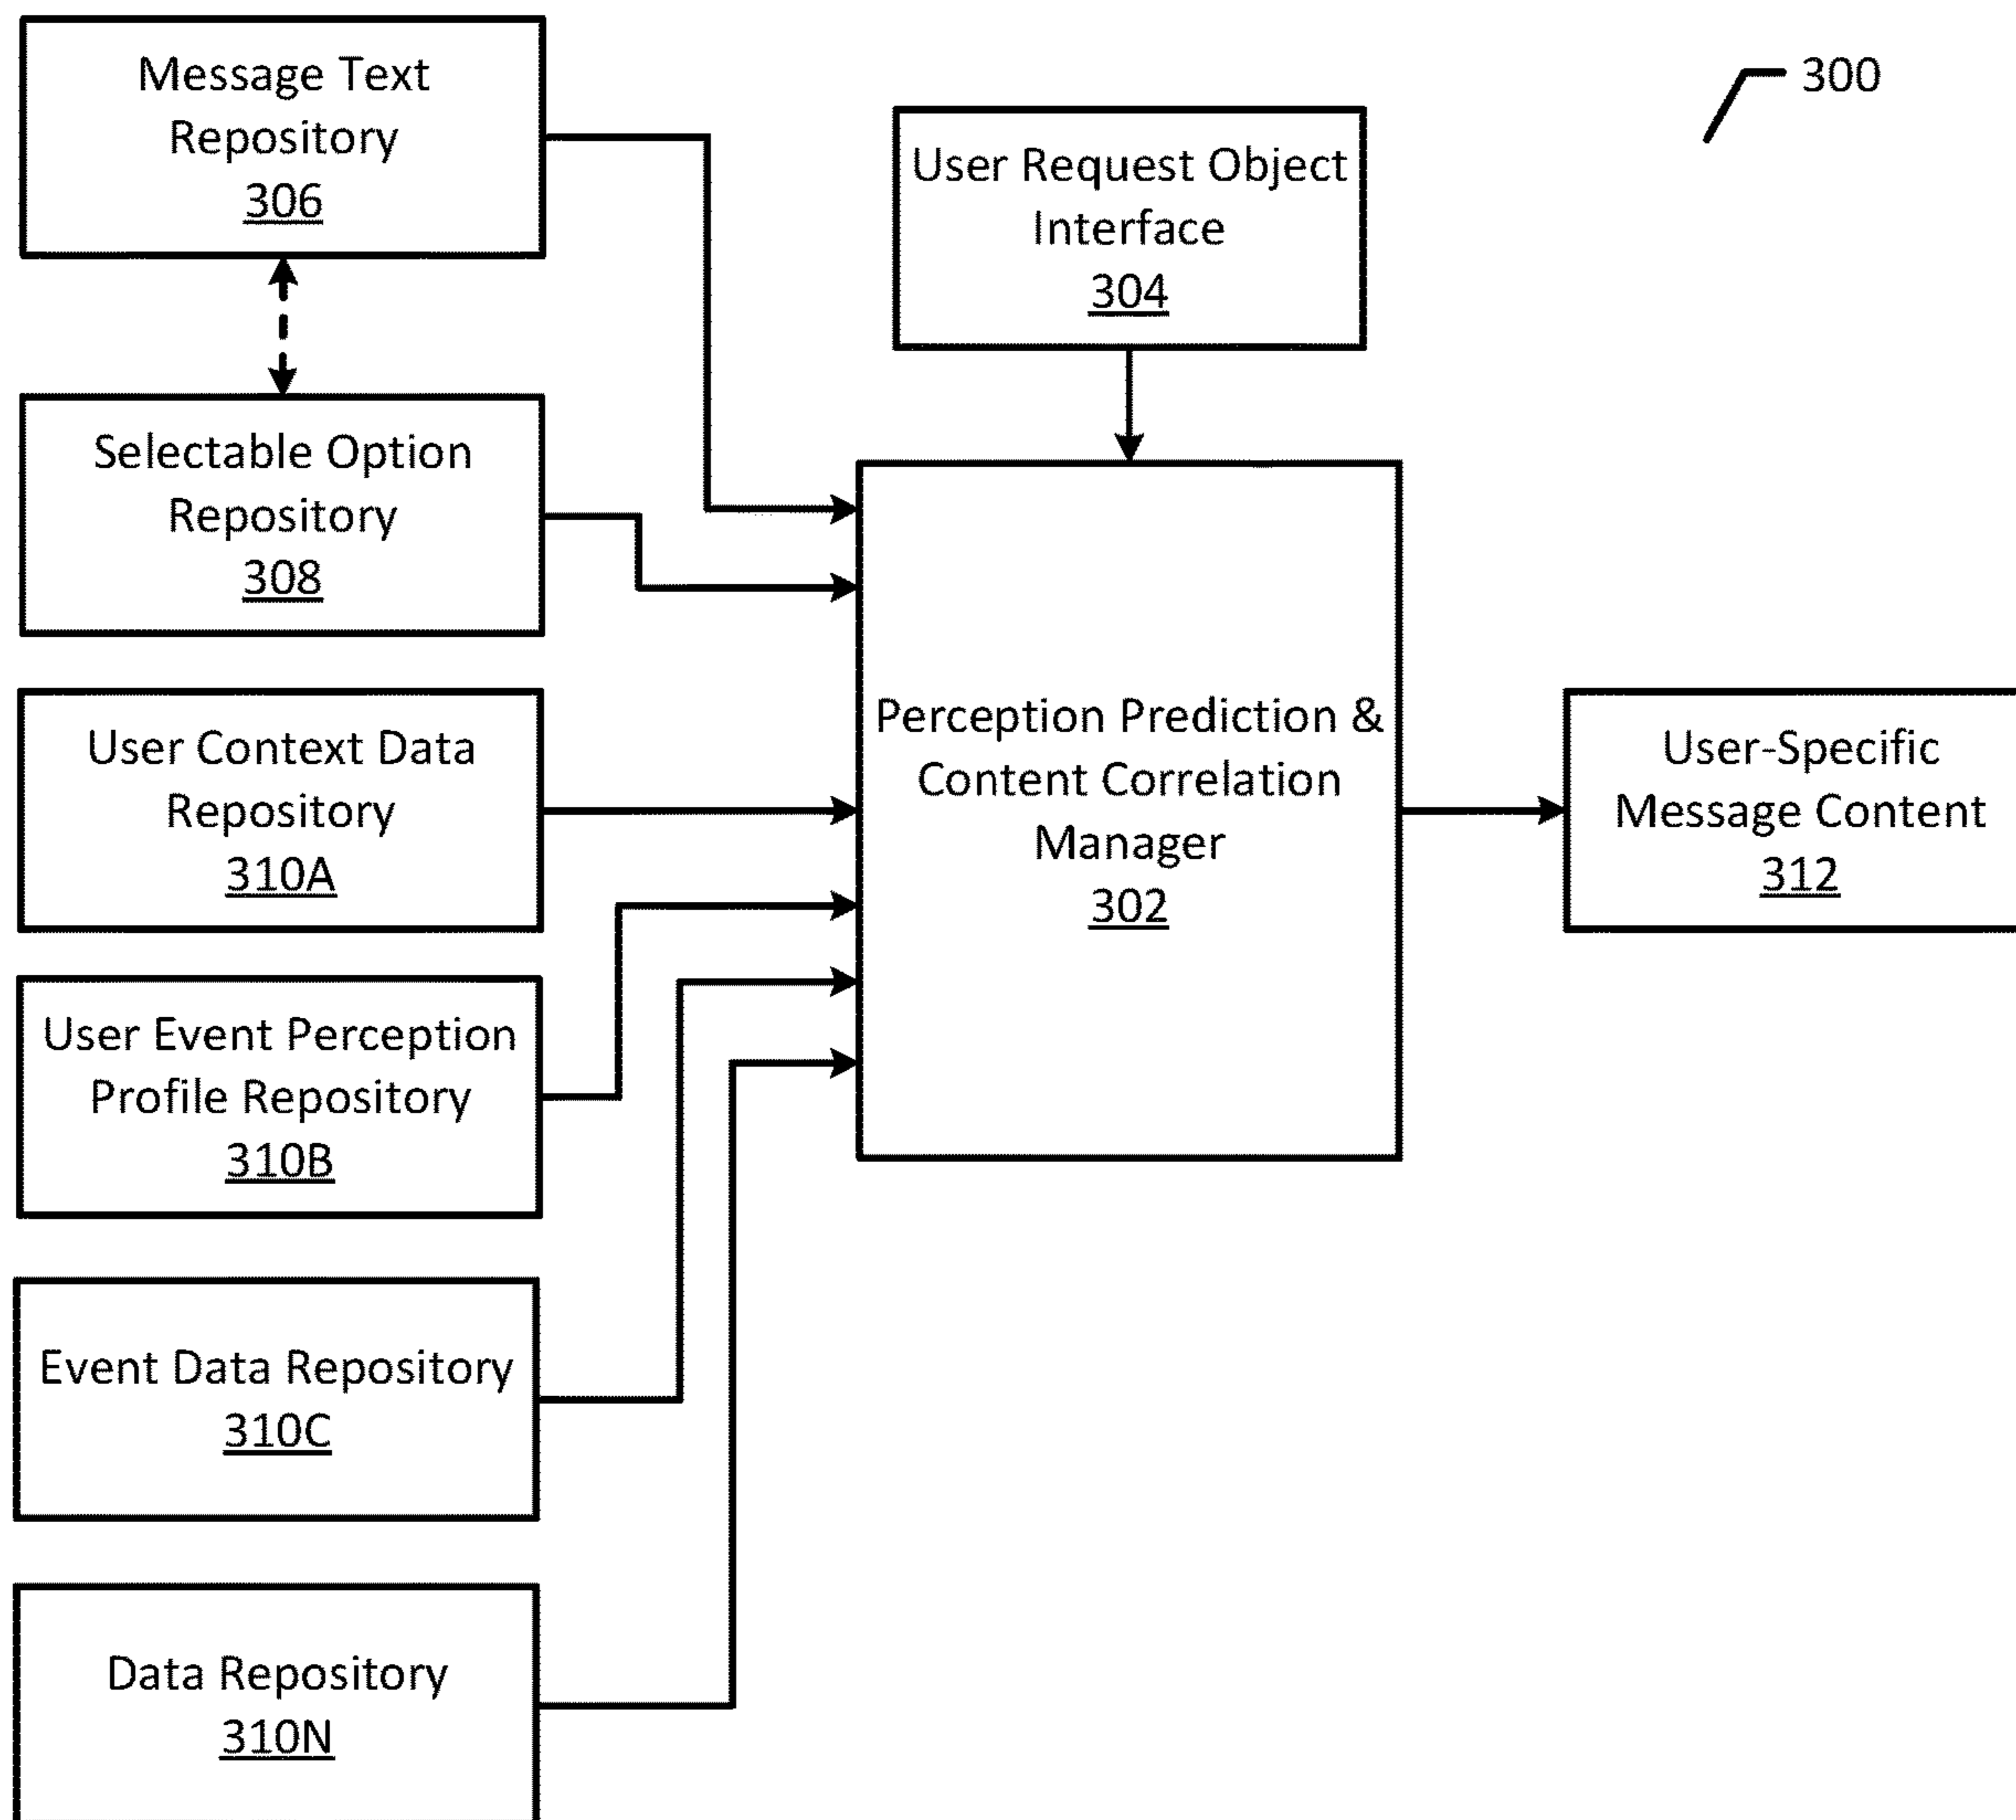 Message Text
Repository
306
300
User Request Object
Interface
304
Selectable Option
Repository
308
User Context Data
Repository
310A
Perception Prediction &
Content Correlation
Manager
302
User-Specific
Message Content
312
User Event Perception
Profile Repository
310B
Event Data Repository
310C
Data Repository
310N